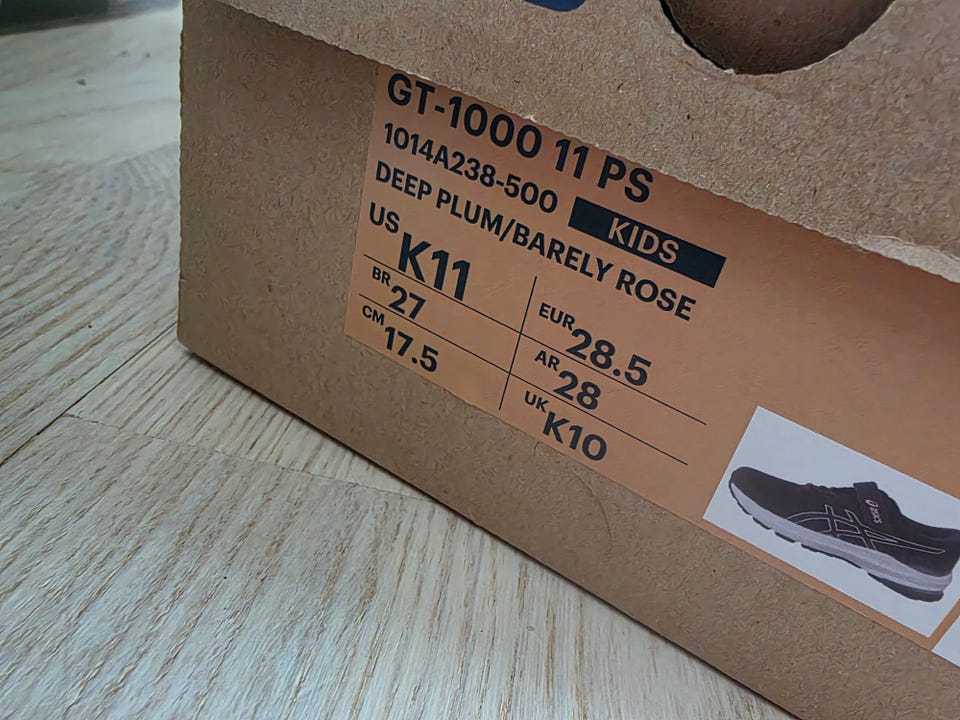 GT-1000 11 PS
1014A238-500 KIDS
DEEP PLUM/BARELY ROSE
US K11 EUR 28.5
BR 27 AR 28
CM 17.5 UK K10
asics